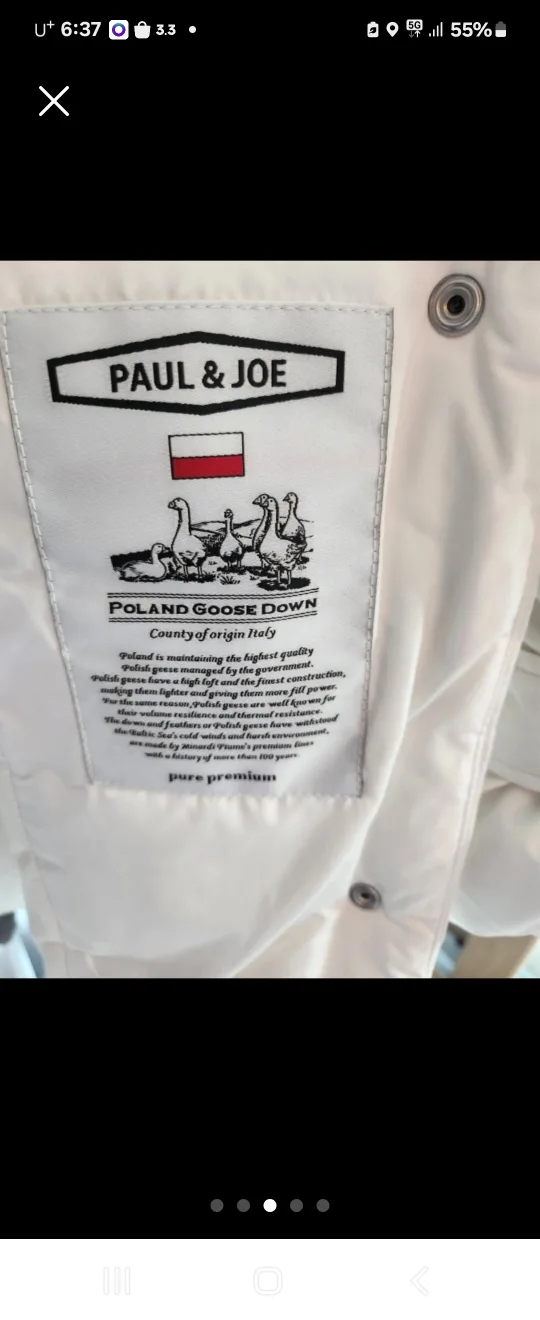 U+ 6:37 3.3 5G 55%
PAUL & JOE
POLAND GOOSE DOWN
County of origin Italy
Poland is maintaining the highest quality
Polish geese managed by the government.
Polish geese have a high loft and the finest construction,
making them lighter and giving them more fill power.
For the same reason,Polish geese are well known for
their volume resilience and thermal resistance.
The down and feathers or Polish geese have withstood
the Baltic Sea's cold winds and harsh environment,
are made by Minardi Piume's premium lines
with a history of more than 100 years.
pure premium